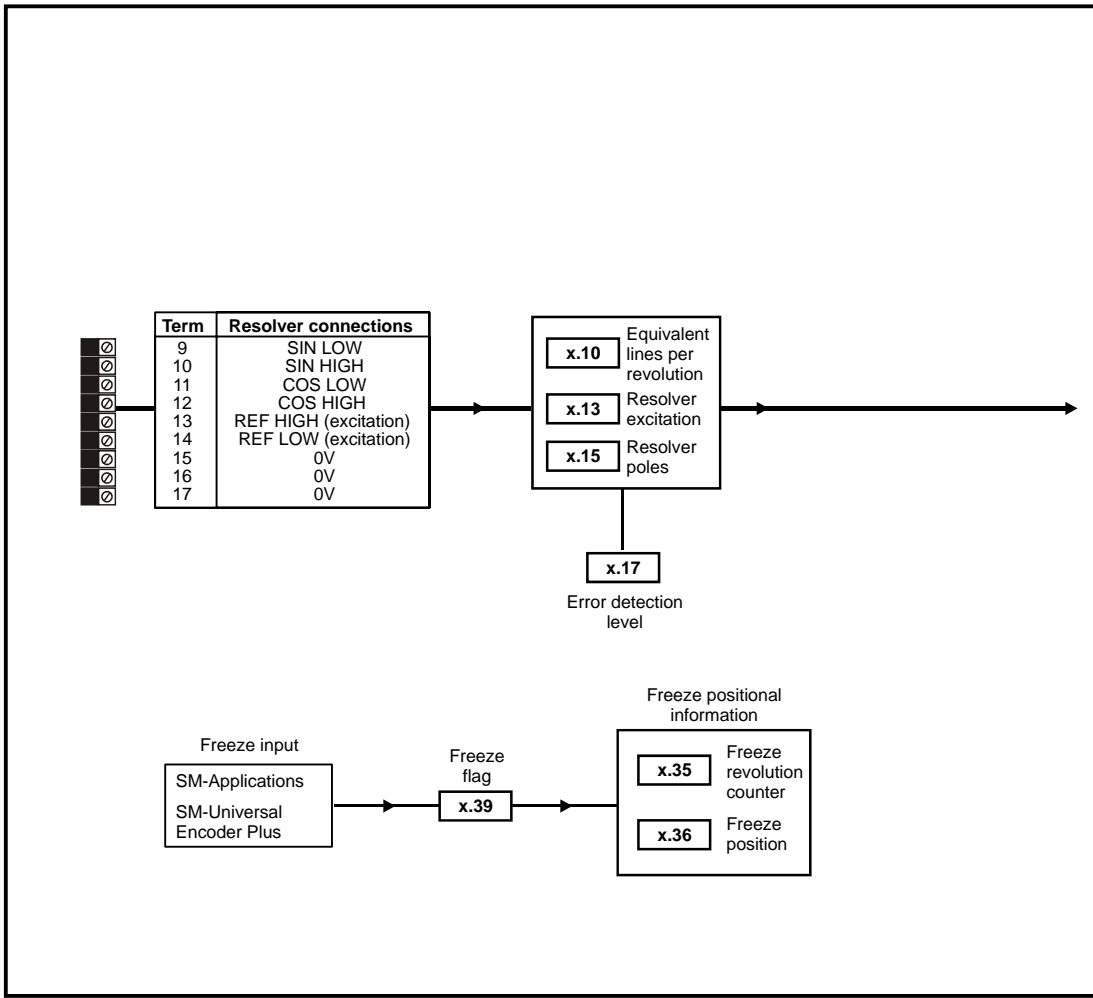 Term Resolver connections
9 SIN LOW
10 SIN HIGH
11 COS LOW
12 COS HIGH
13 REF HIGH (excitation)
14 REF LOW (excitation)
15 0V
16 0V
17 0V
x.10
Equivalent
lines per
revolution
x.13
Resolver
excitation
x.15
Resolver
poles
x.17
Error detection
level
Freeze input
SM-Applications
SM-Universal
Encoder Plus
Freeze
flag
x.39
Freeze positional
information
x.35
Freeze
revolution
counter
x.36
Freeze
position